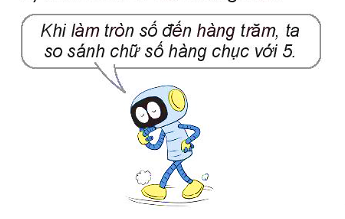 Khi làm tròn số đến hàng trăm, ta
so sánh chữ số hàng chục với 5.